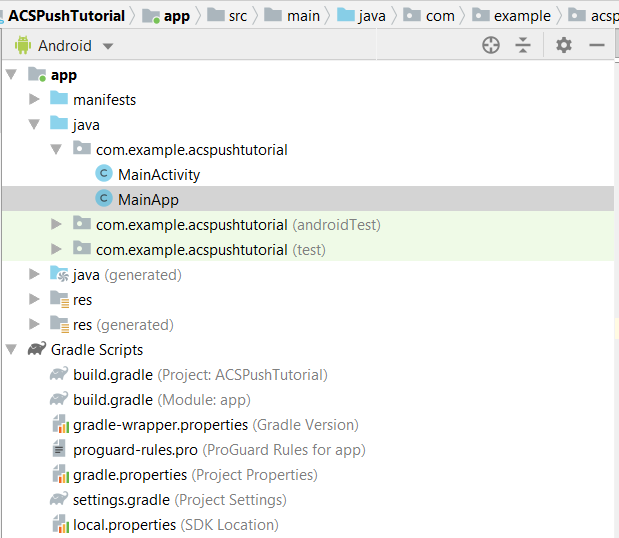 ACSPushTutorial app src main java com example acsp
Android
app
manifests
java
com.example.acspushtutorial
MainActivity
MainApp
com.example.acspushtutorial (androidTest)
com.example.acspushtutorial (test)
java (generated)
res
res (generated)
Gradle Scripts
build.gradle (Project: ACSPushTutorial)
build.gradle (Module: app)
gradle-wrapper.properties (Gradle Version)
proguard-rules.pro (ProGuard Rules for app)
gradle.properties (Project Properties)
settings.gradle (Project Settings)
local.properties (SDK Location)